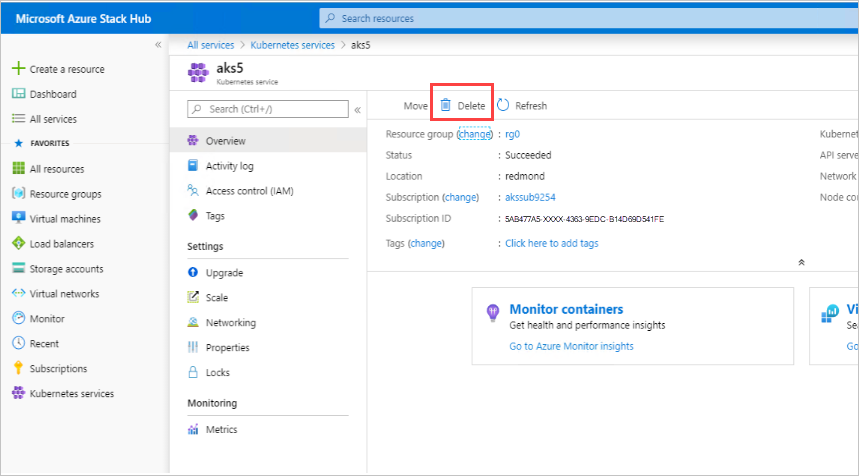 Microsoft Azure Stack Hub
Search resources
All services > Kubernetes services > aks5
Create a resource
Dashboard
All services
FAVORITES
All resources
Resource groups
Virtual machines
Load balancers
Storage accounts
Virtual networks
Monitor
Recent
Subscriptions
Kubernetes services
aks5
Kubernetes service
Search (Ctrl+/)
Overview
Activity log
Access control (IAM)
Tags
Settings
Upgrade
Scale
Networking
Properties
Locks
Monitoring
Metrics
Move Delete Refresh
Resource group (change) : rg0
Status : Succeeded
Location : redmond
Subscription (change) : akssub9254
Subscription ID : 5AB477A5-XXXX-4363-9EDC-B14D69D541FE
Tags (change) : Click here to add tags
Kubernet
API serve
Network
Node cou
Monitor containers
Get health and performance insights
Go to Azure Monitor insights
Vi
Sea
Go